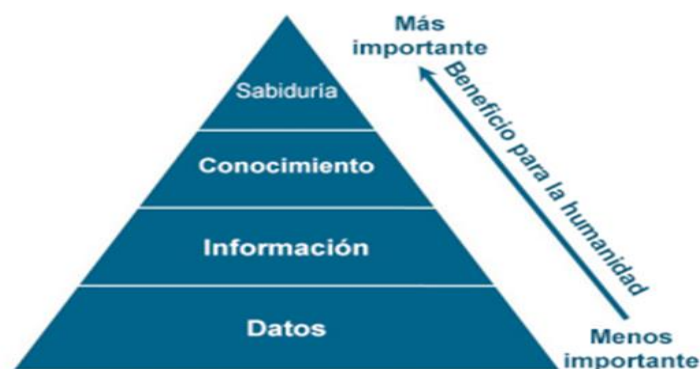 Más
importante
Sabiduría
Beneficio para la humanidad
Conocimiento
Información
Datos
Menos
importante